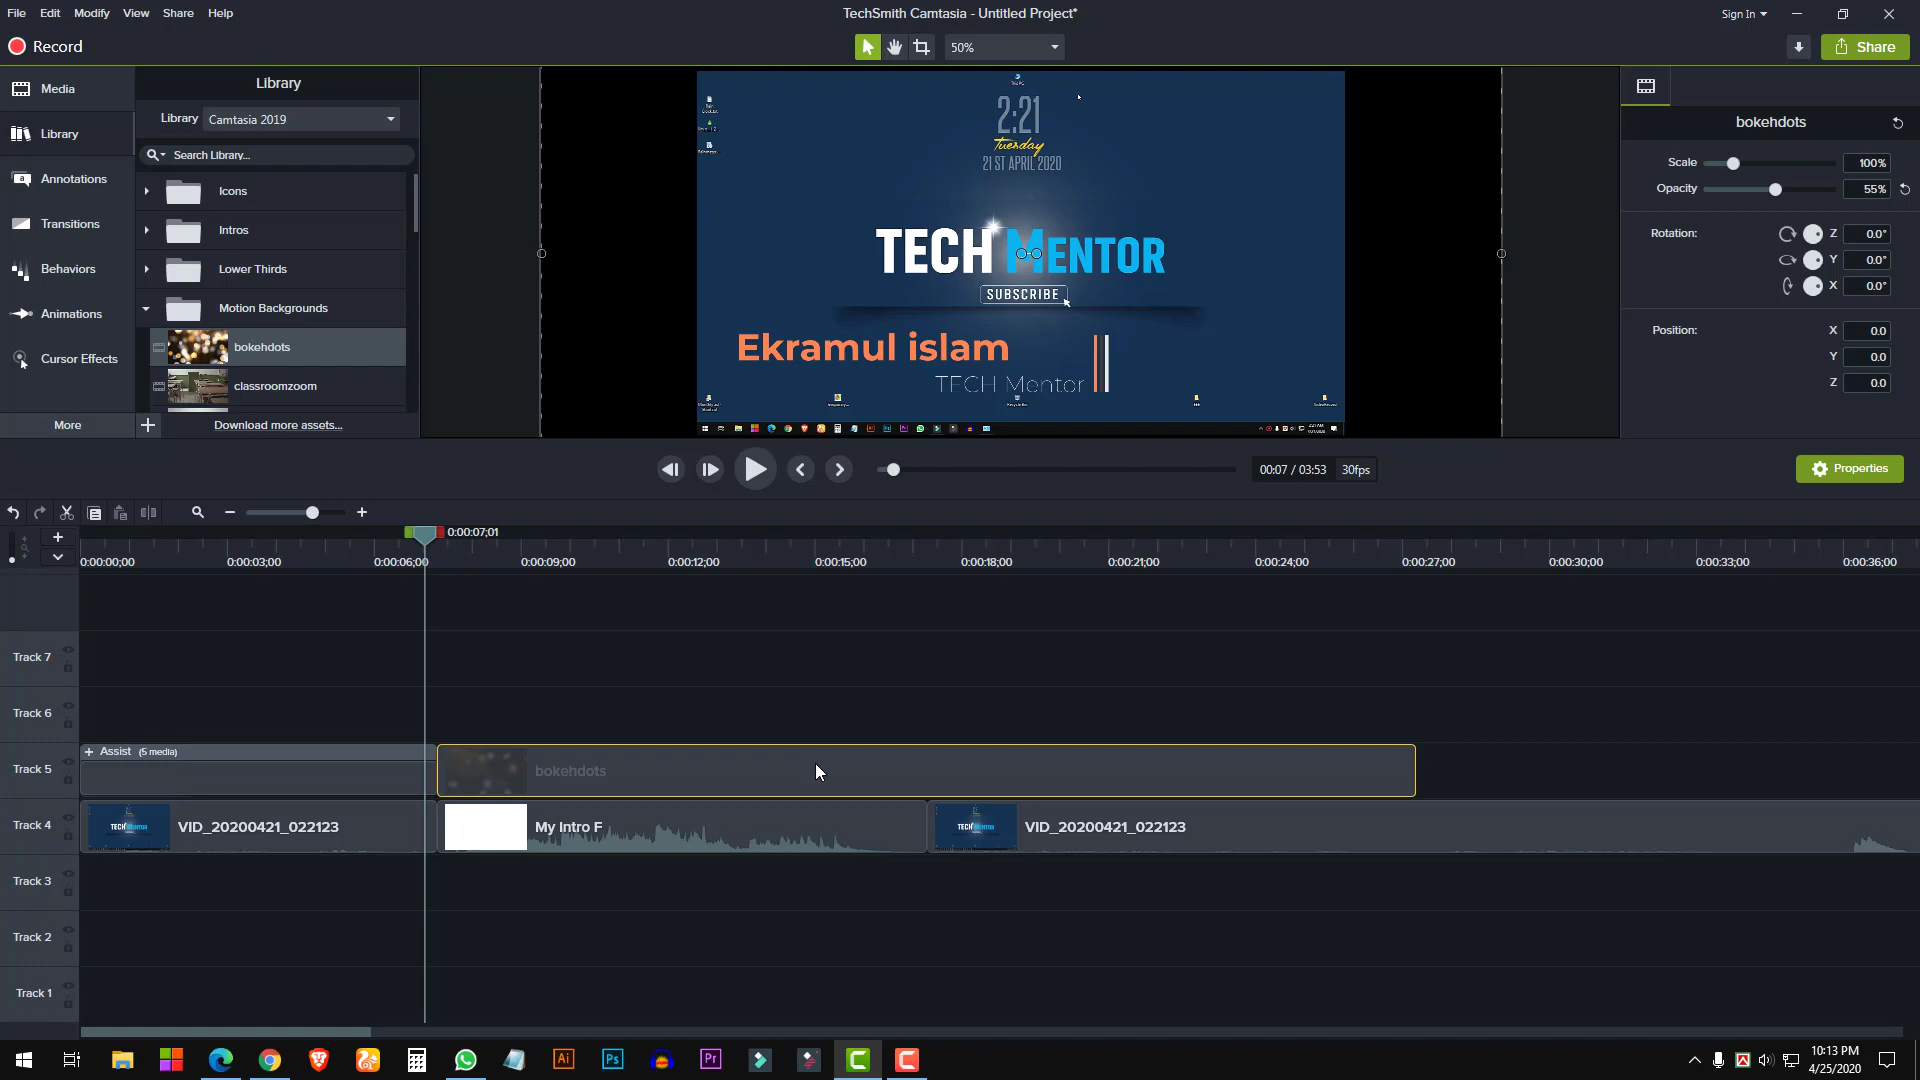 File Edit Modify View Share Help
TechSmith Camtasia - Untitled Project*
Sign In
Record
50%
Share
Media
Library
Annotations
Transitions
Behaviors
Animations
Cursor Effects
More
Library
Library Camtasia 2019
Search Library...
Icons
Intros
Lower Thirds
Motion Backgrounds
bokehdots
classroomzoom
Download more assets...
2:21
Tuesday
21 ST APRIL 2020
TECH MENTOR
SUBSCRIBE
Ekramul islam
TECH Mentor
bokehdots
Scale 100%
Opacity 55%
Rotation: Z 0.0°
Y 0.0°
X 0.0°
Position: X 0.0
Y 0.0
Z 0.0
00:07 / 03:53 30fps
Properties
0:00:07;01
0:00:00;00 0:00:03;00 0:00:06;00 0:00:09;00 0:00:12;00 0:00:15;00 0:00:18;00 0:00:21;00 0:00:24;00 0:00:27;00 0:00:30;00 0:00:33;00 0:00:36;00
Track 7
Track 6
Track 5
+ Assist (5 media)
bokehdots
Track 4
VID_20200421_022123
My Intro F
VID_20200421_022123
Track 3
Track 2
Track 1
Ai
Ps
Pr
10:13 PM
4/25/2020